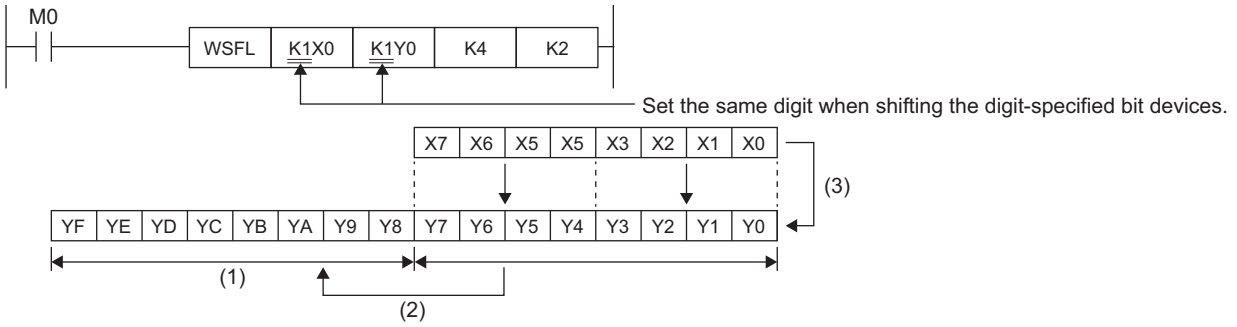 M0
WSFL K1X0 K1Y0 K4 K2
Set the same digit when shifting the digit-specified bit devices.
X7 X6 X5 X5 X3 X2 X1 X0
(3)
YF YE YD YC YB YA Y9 Y8 Y7 Y6 Y5 Y4 Y3 Y2 Y1 Y0
(1)
(2)